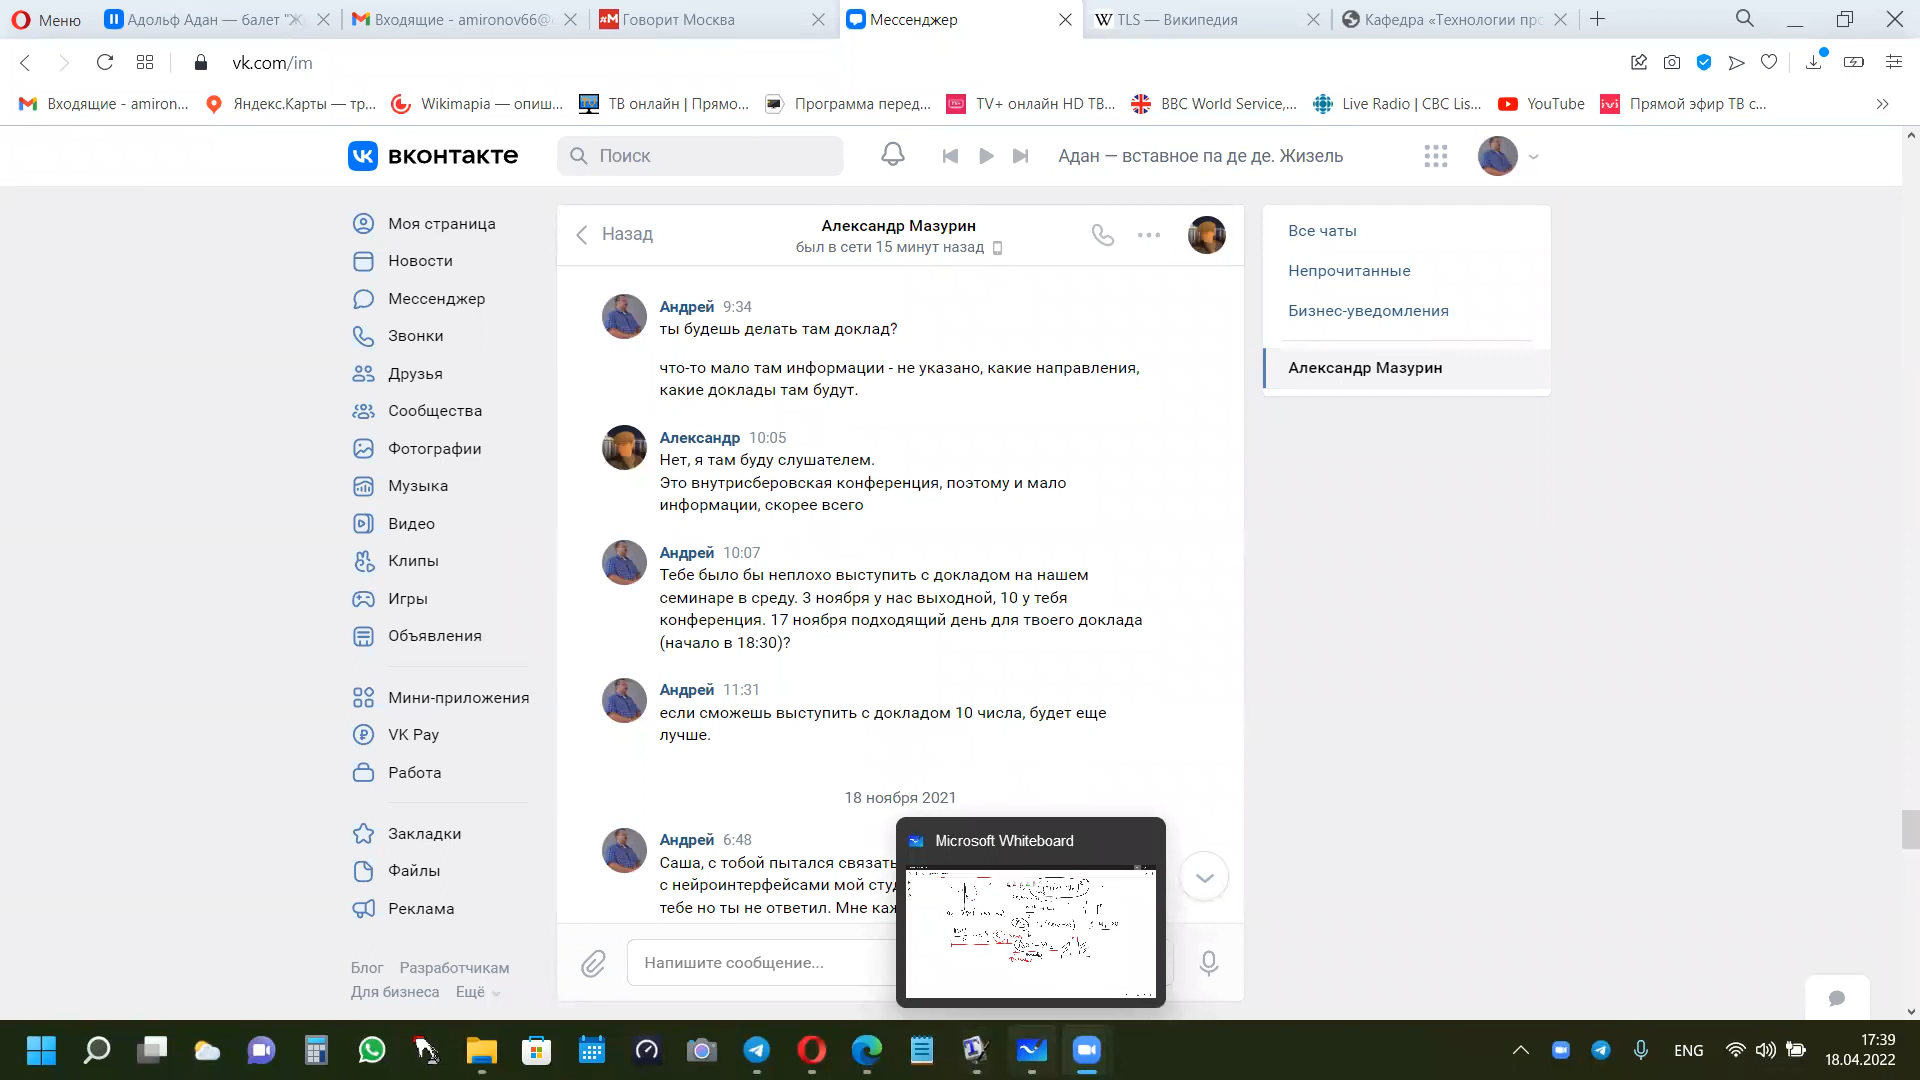 Меню
Адольф Адан — балет "Ж
Входящие - amironov66@
Говорит Москва
Мессенджер
TLS — Википедия
Кафедра «Технологии про
vk.com/im
Входящие - amiron...
Яндекс.Карты — тр...
Wikimapia — опиш...
ТВ онлайн | Прямо...
Программа перед...
TV+ онлайн HD ТВ...
BBC World Service,...
Live Radio | CBC Lis...
YouTube
Прямой эфир ТВ с...
вконтакте
Поиск
Адан — вставное па де де. Жизель
Моя страница
Новости
Мессенджер
Звонки
Друзья
Сообщества
Фотографии
Музыка
Видео
Клипы
Игры
Объявления
Мини-приложения
VK Pay
Работа
Закладки
Файлы
Реклама
Блог Разработчикам
Для бизнеса Ещё
Назад
Александр Мазурин
был в сети 15 минут назад
Андрей 9:34
ты будешь делать там доклад?
что-то мало там информации - не указано, какие направления,
какие доклады там будут.
Александр 10:05
Нет, я там буду слушателем.
Это внутрисберовская конференция, поэтому и мало
информации, скорее всего
Андрей 10:07
Тебе было бы неплохо выступить с докладом на нашем
семинаре в среду. 3 ноября у нас выходной, 10 у тебя
конференция. 17 ноября подходящий день для твоего доклада
(начало в 18:30)?
Андрей 11:31
если сможешь выступить с докладом 10 числа, будет еще
лучше.
18 ноября 2021
Андрей 6:48
Саша, с тобой пытался связать
с нейроинтерфейсами мой сту
тебе но ты не ответил. Мне каж
Напишите сообщение...
Microsoft Whiteboard
Все чаты
Непрочитанные
Бизнес-уведомления
Александр Мазурин
ENG
17:39
18.04.2022